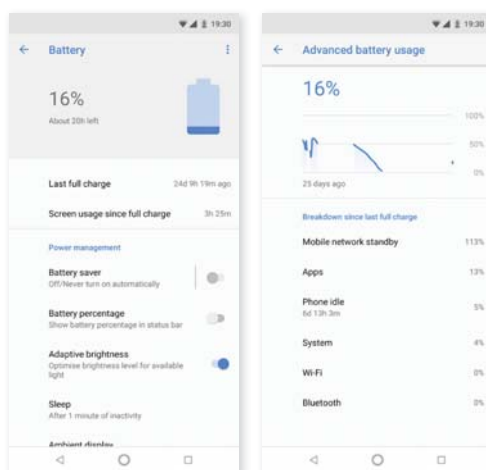 19:30
Battery
16%
About 20h left
Last full charge 24d 9h 19m ago
Screen usage since full charge 3h 25m
Power management
Battery saver
Off/Never turn on automatically
Battery percentage
Show battery percentage in status bar
Adaptive brightness
Optimise brightness level for available
light
Sleep
After 1 minute of inactivity
Ambient display
19:30
Advanced battery usage
16%
100%
50%
0%
25 days ago
Breakdown since last full charge
Mobile network standby 113%
Apps 13%
Phone idle 5%
6d 13h 3m
System 4%
Wi-Fi 0%
Bluetooth 0%